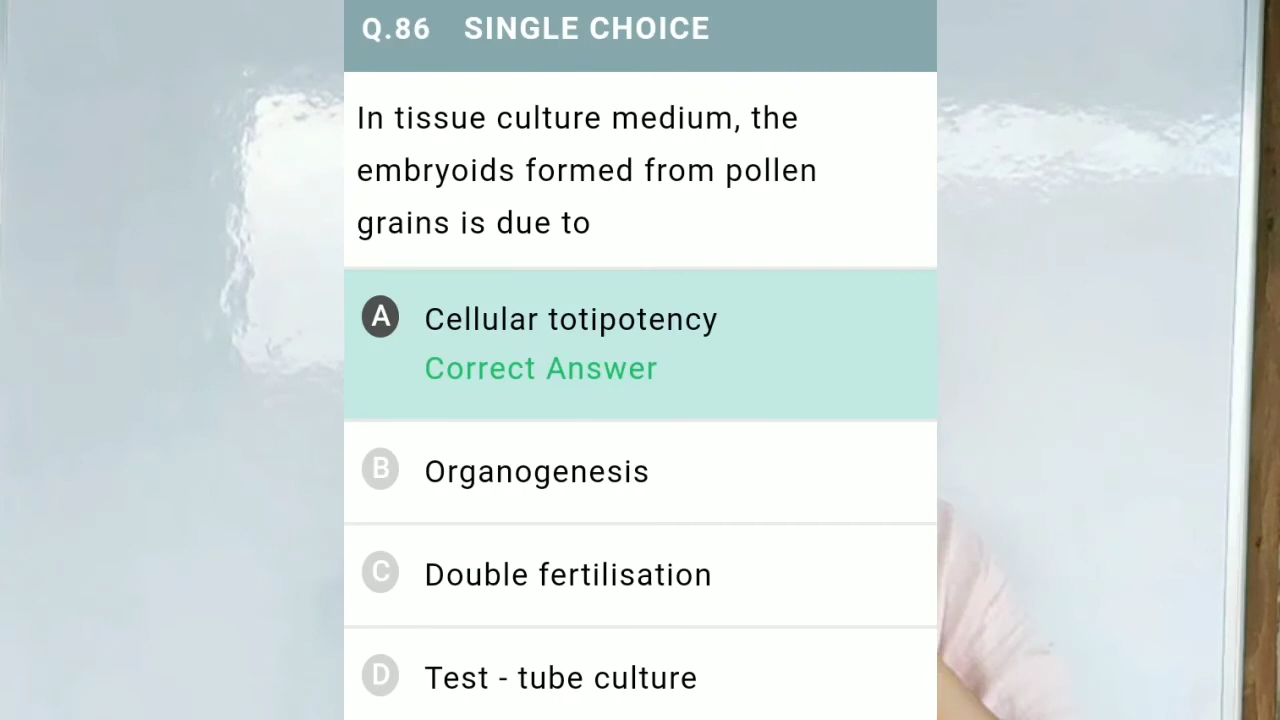 Q.86 SINGLE CHOICE
In tissue culture medium, the
embryoids formed from pollen
grains is due to
A Cellular totipotency
Correct Answer
B Organogenesis
C Double fertilisation
D Test - tube culture